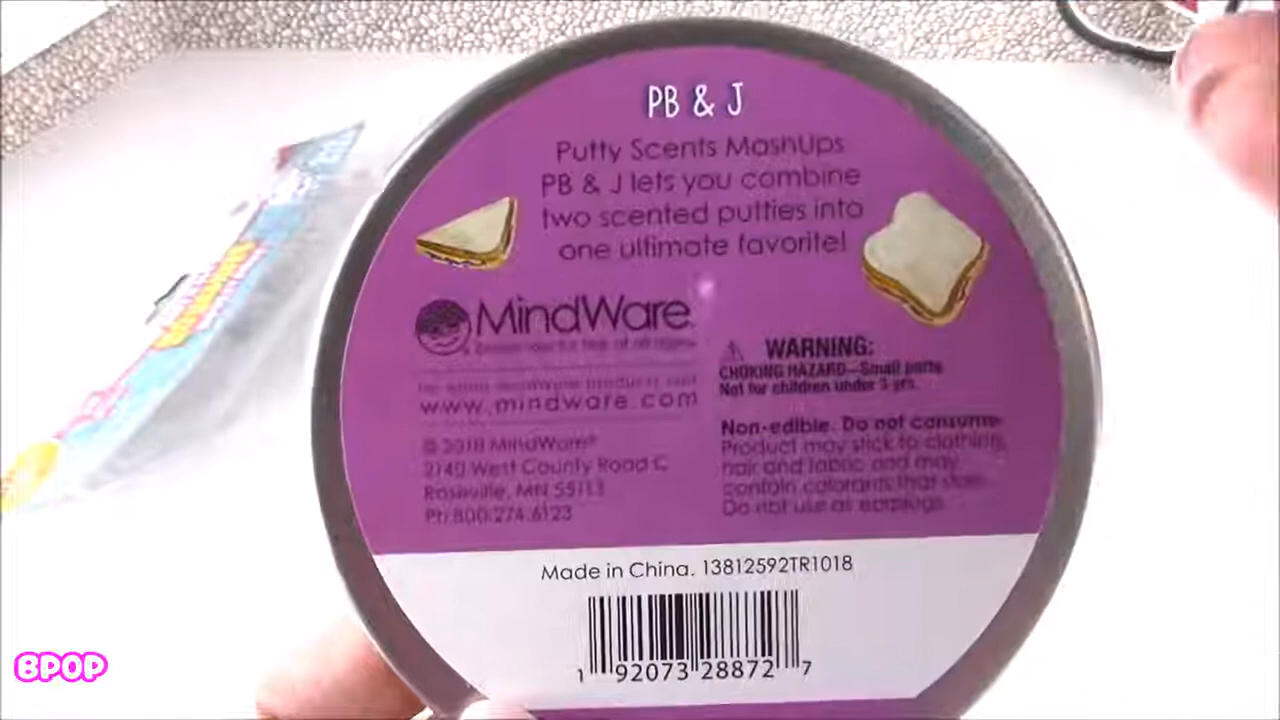 PB & J
Putty Scents MashUps
PB & J lets you combine
two scented putties into
one ultimate favorite!
MindWare
www.mindware.com
© 2018 MindWare®
2140 West County Road C
Roseville, MN 55113
Ph 800.274.6123
WARNING:
CHOKING HAZARD—Small parts
Not for children under 3 yrs.
Non-edible. Do not consume.
Product may stick to clothing,
hair and fabric and may
contain colorants that stain.
Do not use as earplugs.
Made in China. 13812592TR1018
1 92073 28872 7
BPOP